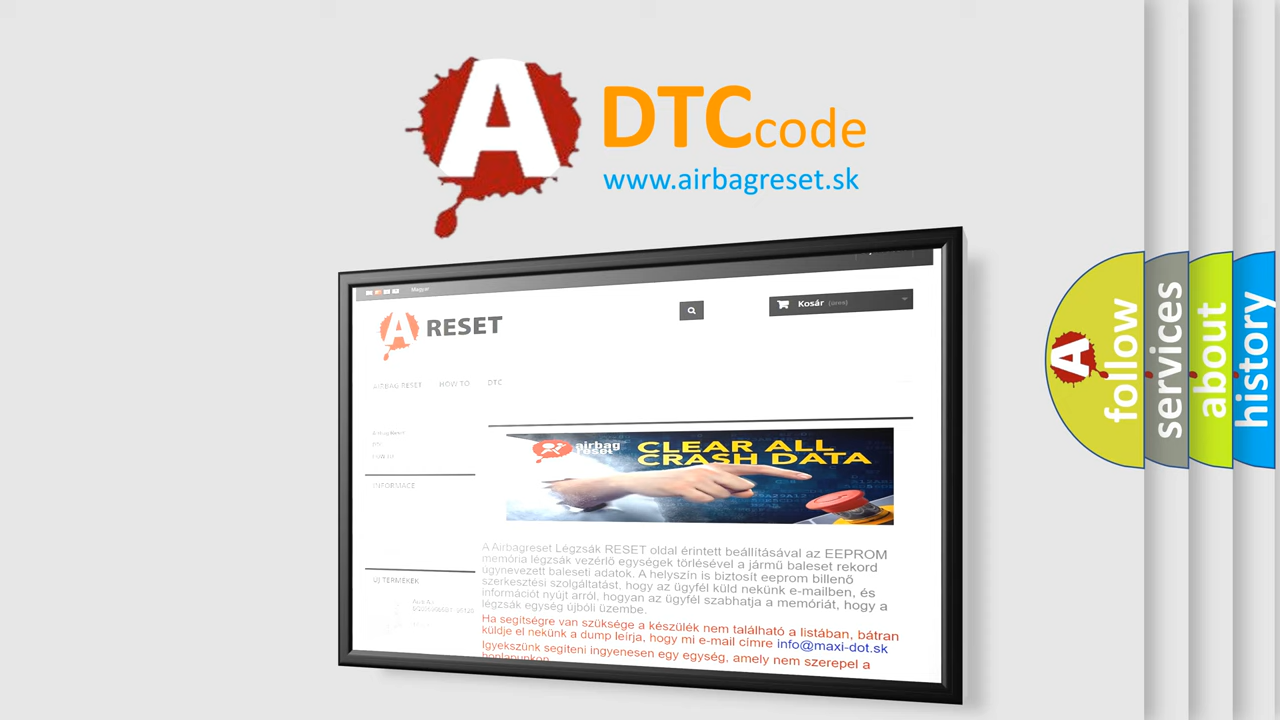 A DTCcode
www.airbagreset.sk
Magyar
A RESET
Kosár (üres)
AIRBAG RESET HOW TO DTC
INFORMACE
airbag
reset
CLEAR ALL
CRASH DATA
A Airbagreset Légzsák RESET oldal érintett beállításával az EEPROM
memória légzsák vezérlő egységek törlésével a jármű baleset rekord
úgynevezett baleseti adatok. A helyszín is biztosít eeprom billenő
szerkesztési szolgáltatást, hogy az ügyfél küld nekünk e-mailben, és
információt nyújt arról, hogyan az ügyfél szabhatja a memóriát, hogy a
légzsák egység újbóli üzembe.
Ha segítségre van szüksége a készülék nem található a listában, bátran
küldje el nekünk a dump leírja, hogy mi e-mail címre info@maxi-dot.sk
Igyekszünk segíteni ingyenesen egy egység, amely nem szerepel a
honlapunkon
ÚJ TERMÉKEK
A follow
services
about
history